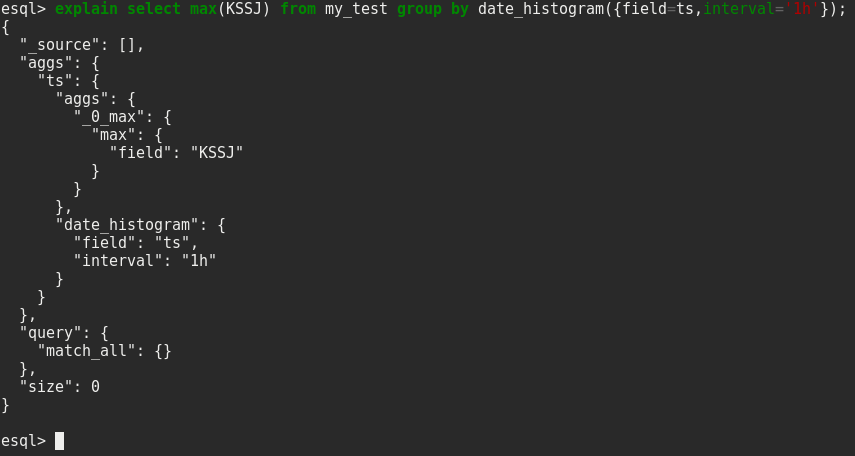 esql> explain select max(KSSJ) from my_test group by date_histogram({field=ts,interval='1h'});
{
  "_source": [],
  "aggs": {
    "ts": {
      "aggs": {
        "_0_max": {
          "max": {
            "field": "KSSJ"
          }
        }
      },
      "date_histogram": {
        "field": "ts",
        "interval": "1h"
      }
    }
  },
  "query": {
    "match_all": {}
  },
  "size": 0
}
esql>